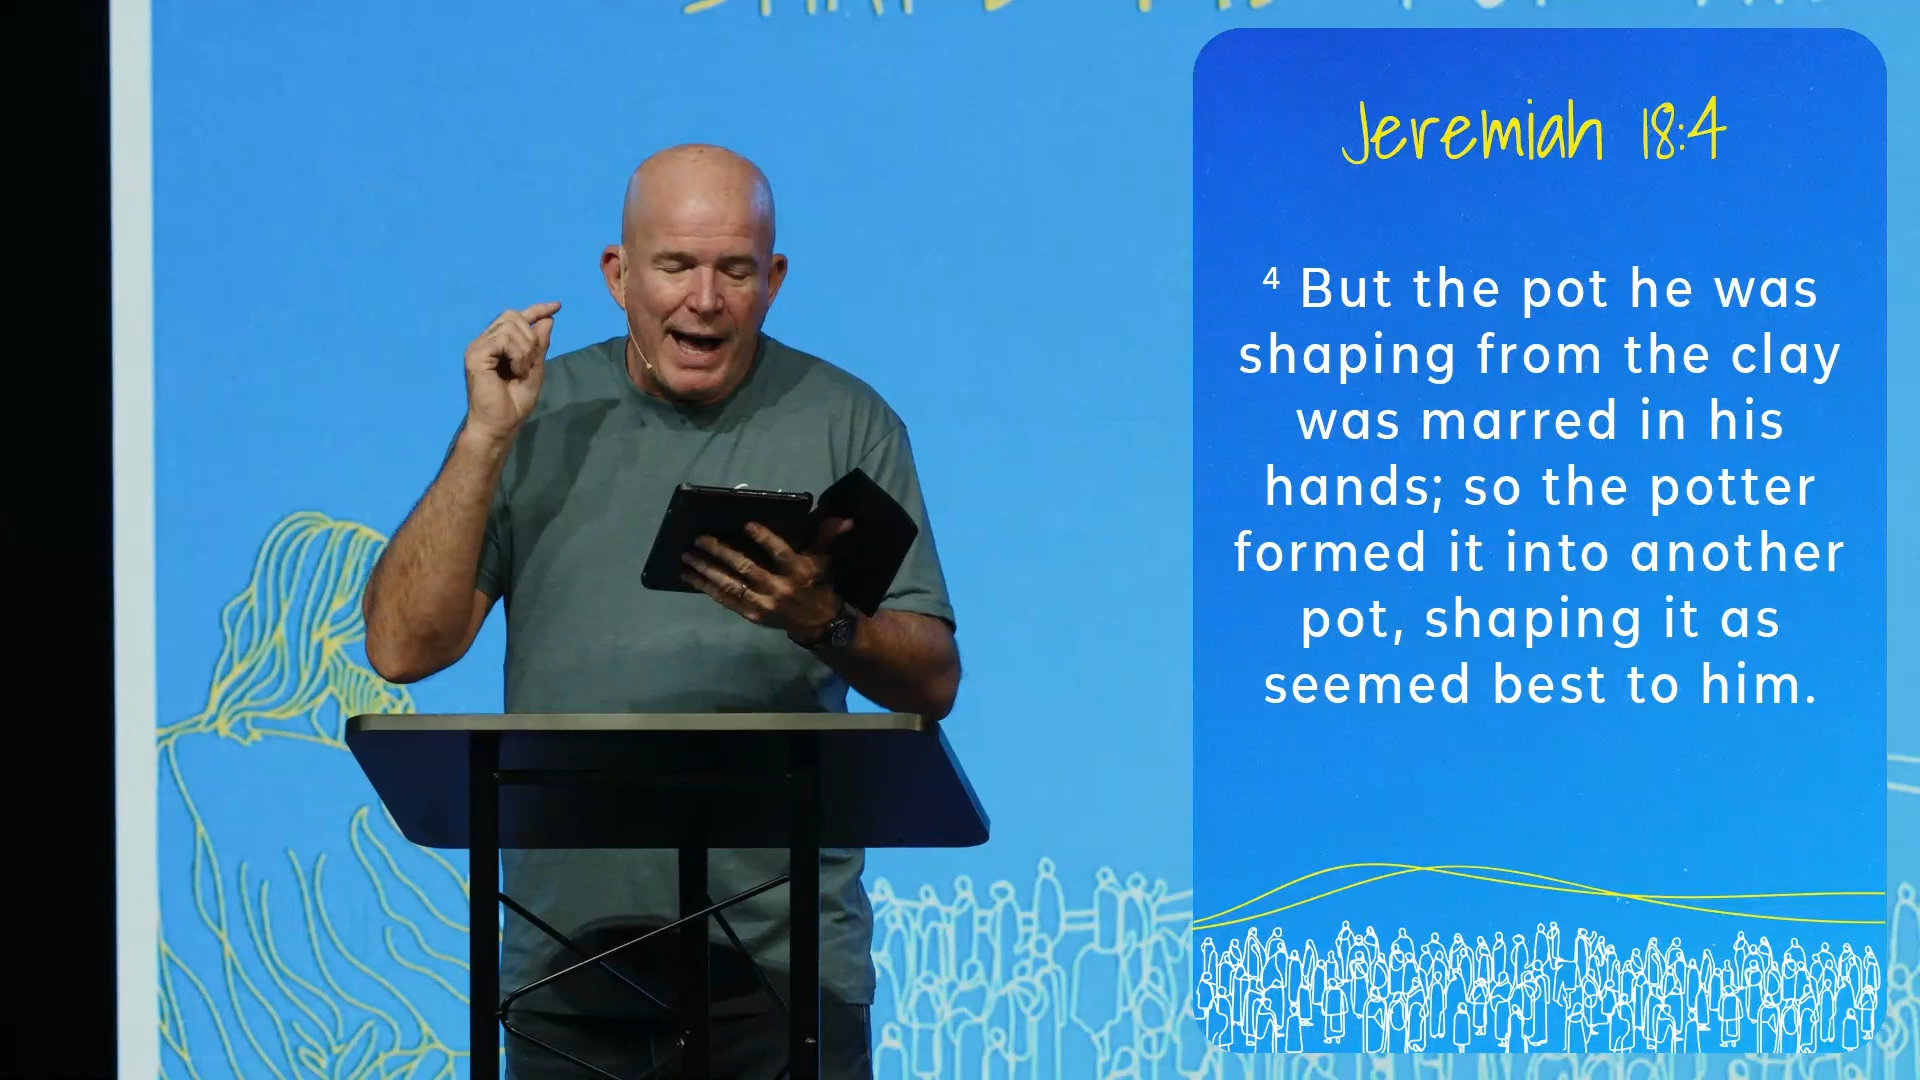 Jeremiah 18:4
4 But the pot he was
shaping from the clay
was marred in his
hands; so the potter
formed it into another
pot, shaping it as
seemed best to him.